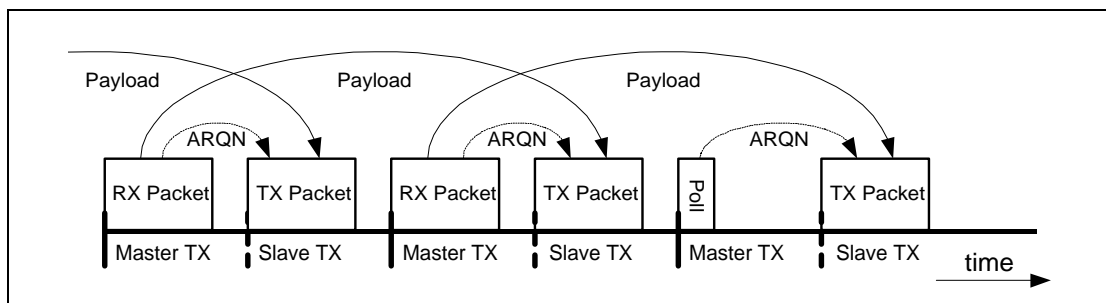 Payload Payload Payload
ARQN ARQN ARQN
RX Packet TX Packet RX Packet TX Packet Poll TX Packet
Master TX Slave TX Master TX Slave TX Master TX Slave TX
time